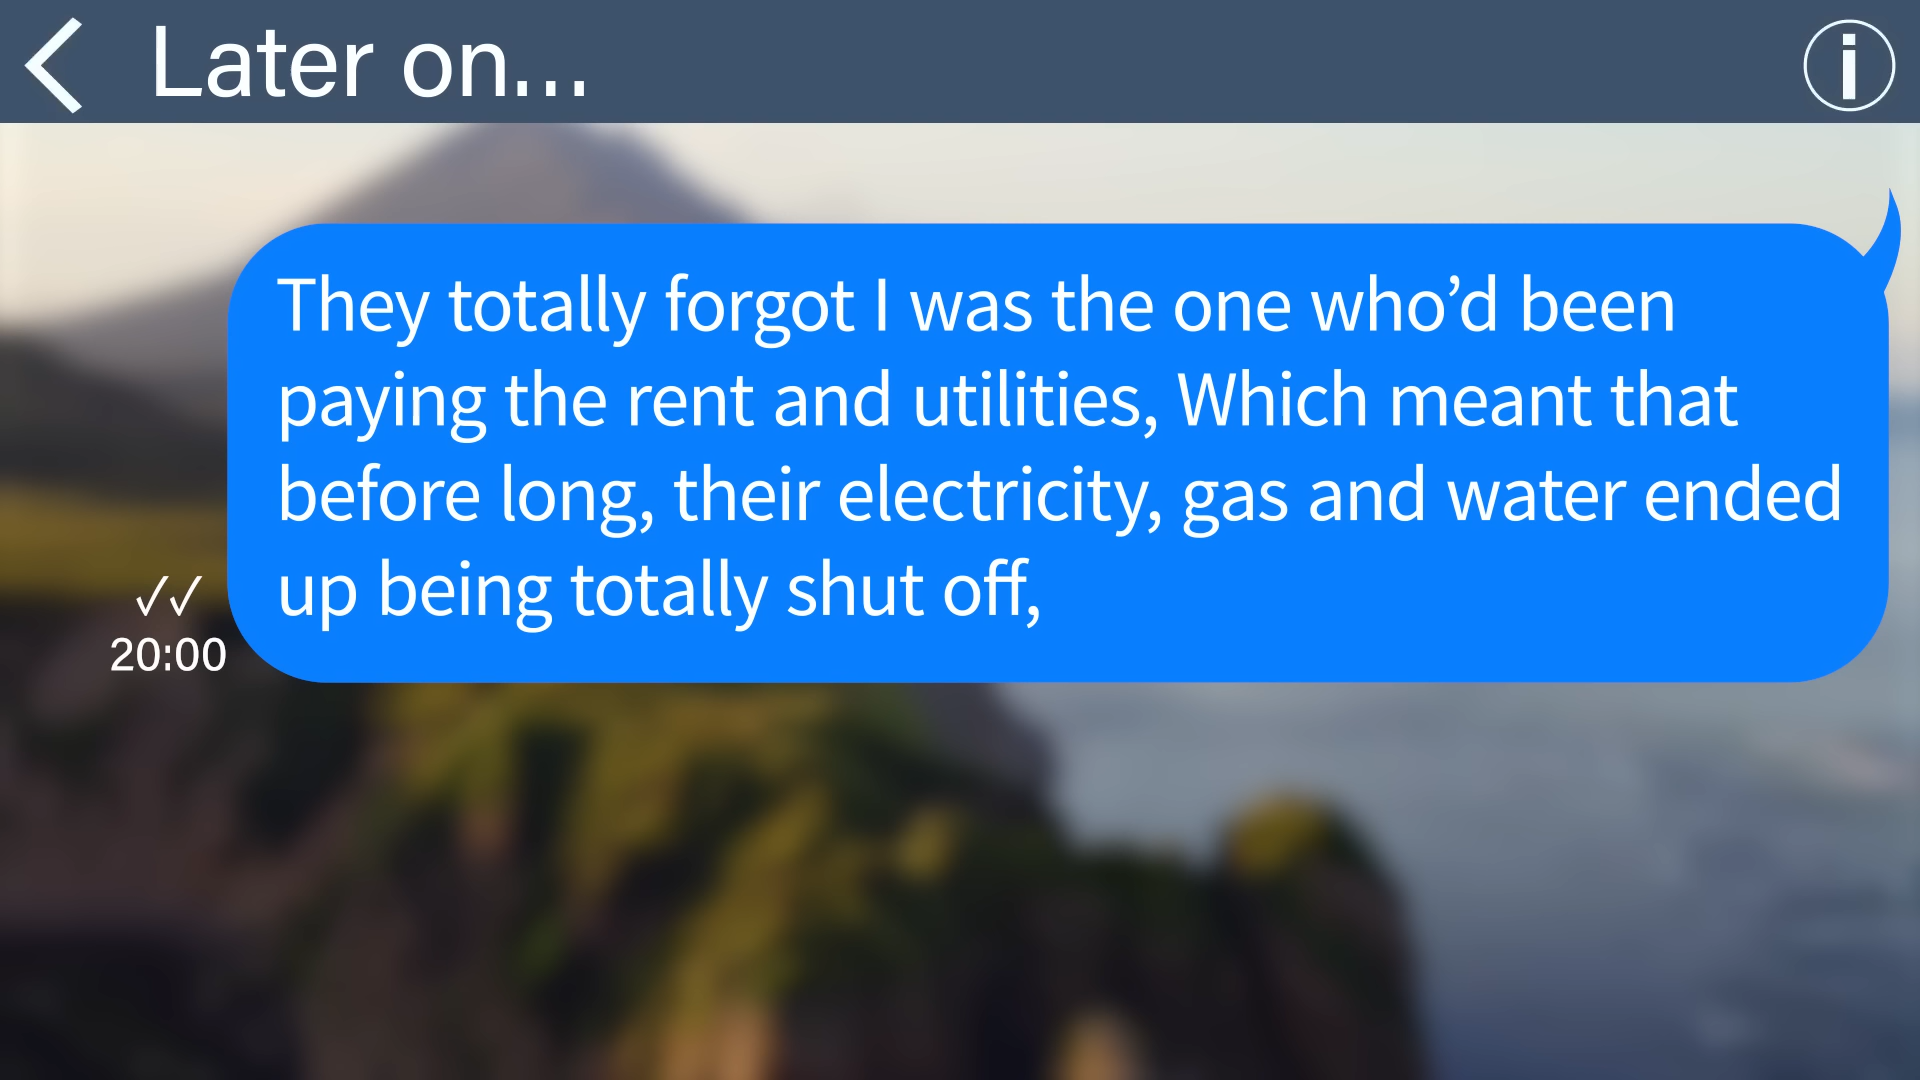 Later on...
They totally forgot I was the one who’d been
paying the rent and utilities, Which meant that
before long, their electricity, gas and water ended
up being totally shut off,
20:00